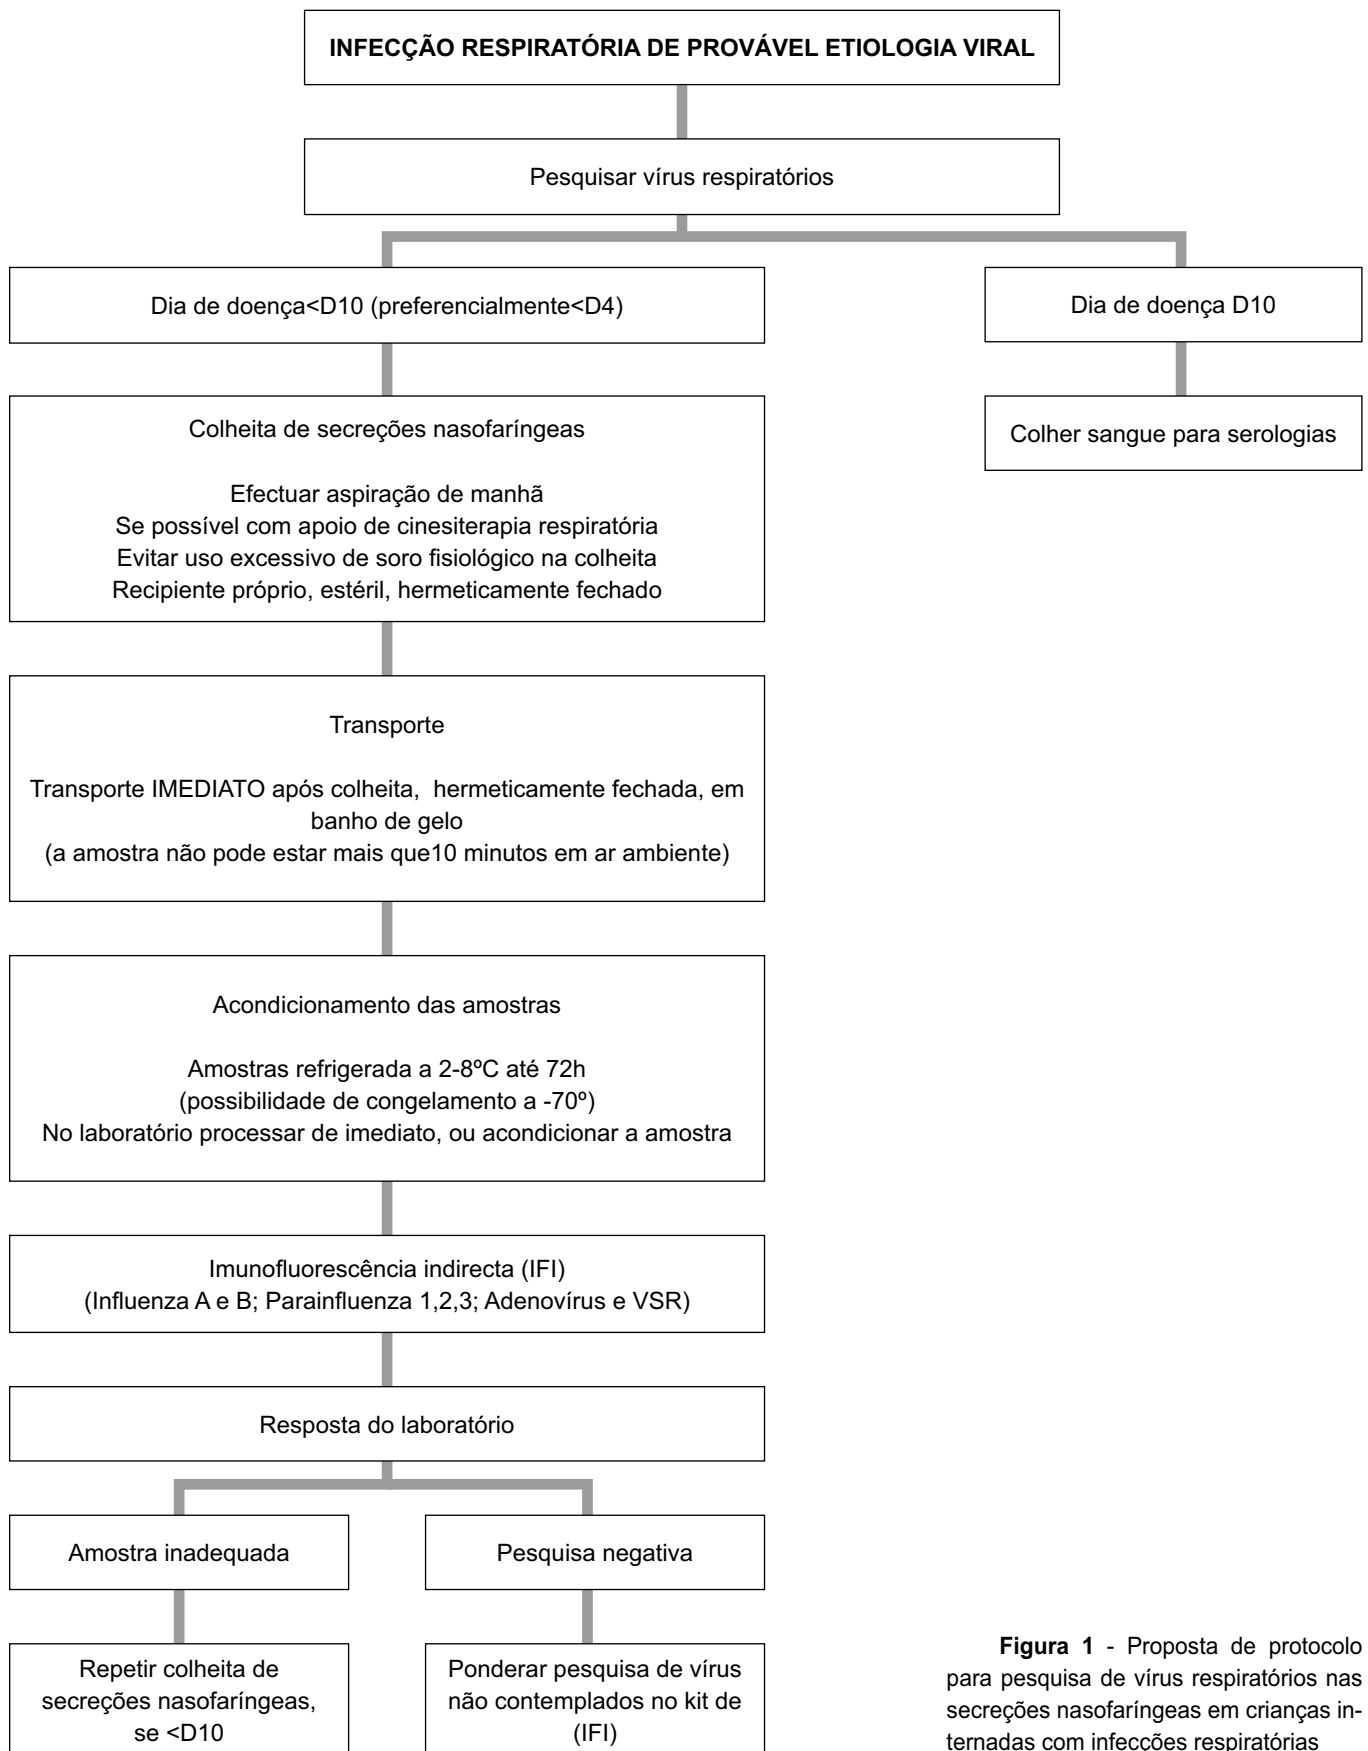 INFECÇÃO RESPIRATÓRIA DE PROVÁVEL ETIOLOGIA VIRAL
Pesquisar vírus respiratórios
Dia de doença<D10 (preferencialmente<D4)
Dia de doença D10
Colheita de secreções nasofaríngeas
Efectuar aspiração de manhã
Se possível com apoio de cinesiterapia respiratória
Evitar uso excessivo de soro fisiológico na colheita
Recipiente próprio, estéril, hermeticamente fechado
Colher sangue para serologias
Transporte
Transporte IMEDIATO após colheita, hermeticamente fechada, em
banho de gelo
(a amostra não pode estar mais que10 minutos em ar ambiente)
Acondicionamento das amostras
Amostras refrigerada a 2-8ºC até 72h
(possibilidade de congelamento a -70º)
No laboratório processar de imediato, ou acondicionar a amostra
Imunofluorescência indirecta (IFI)
(Influenza A e B; Parainfluenza 1,2,3; Adenovírus e VSR)
Resposta do laboratório
Amostra inadequada
Pesquisa negativa
Repetir colheita de
secreções nasofaríngeas,
se <D10
Ponderar pesquisa de vírus
não contemplados no kit de
(IFI)
Figura 1 - Proposta de protocolo
para pesquisa de vírus respiratórios nas
secreções nasofaríngeas em crianças in-
ternadas com infecções respiratórias